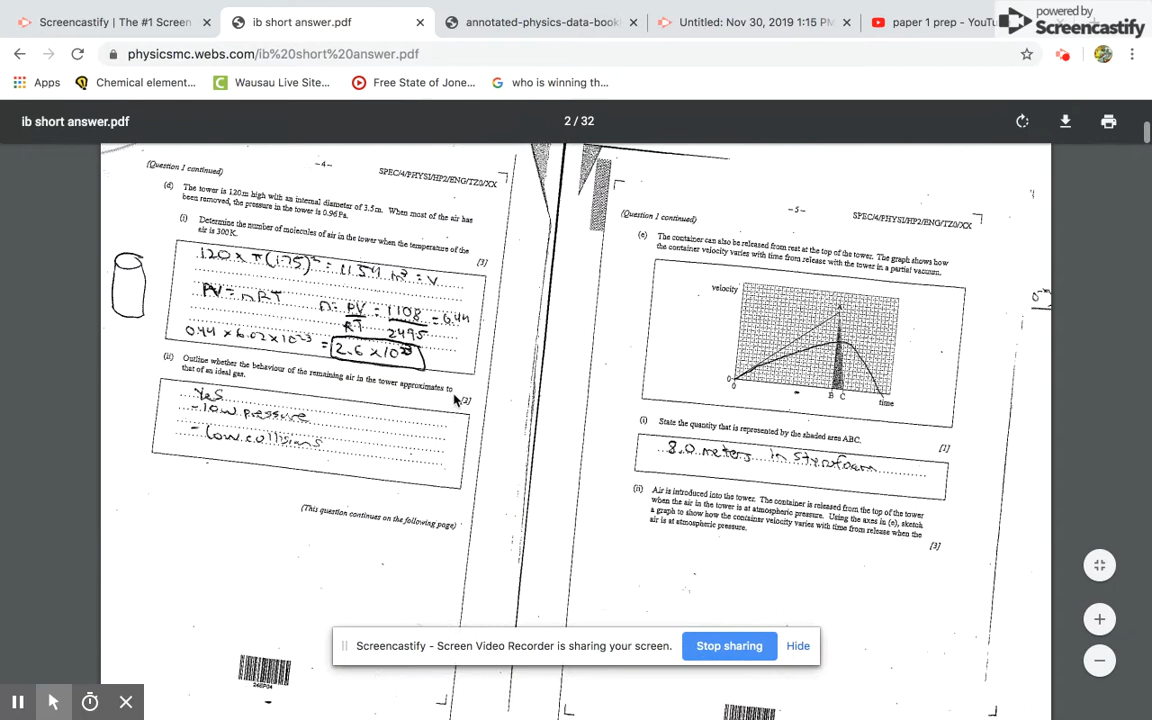 Screencastify | The #1 Screen
ib short answer.pdf
annotated-physics-data-book
Untitled: Nov 30, 2019 1:15 PM
paper 1 prep - YouTu
powered by
Screencastify
physicsmc.webs.com/ib%20short%20answer.pdf
Apps
Chemical element...
Wausau Live Site...
Free State of Jone...
who is winning th...
ib short answer.pdf
2 / 32
(Question 1 continued)
-4-
SPEC/4/PHYSI/HP2/ENG/TZ0/XX
(d) The tower is 120m high with an internal diameter of 3.5m. When most of the air has
been removed, the pressure in the tower is 0.96Pa.
(i) Determine the number of molecules of air in the tower when the temperature of the
air is 300K.
[3]
120 x π(1.75)² = 11.54 m³ = V
PV = nRT
n = PV = 1108 = 0.44
RT 2495
0.44 x 6.02 x 10²³ = 2.6 x 10²³
(ii) Outline whether the behaviour of the remaining air in the tower approximates to
that of an ideal gas.
[2]
Yes
- low pressure
- low collisions
(This question continues on the following page)
24EP04
(Question 1 continued)
-5-
SPEC/4/PHYSI/HP2/ENG/TZ0/XX
(e) The container can also be released from rest at the top of the tower. The graph shows how
the container velocity varies with time from release with the tower in a partial vacuum.
velocity
A
0
0
B C
time
(i) State the quantity that is represented by the shaded area ABC.
[1]
8.0 meters in styrofoam
(ii) Air is introduced into the tower. The container is released from the top of the tower
when the air in the tower is at atmospheric pressure. Using the axes in (e), sketch
a graph to show how the container velocity varies with time from release when the
air is at atmospheric pressure.
[3]
Screencastify - Screen Video Recorder is sharing your screen.
Stop sharing
Hide